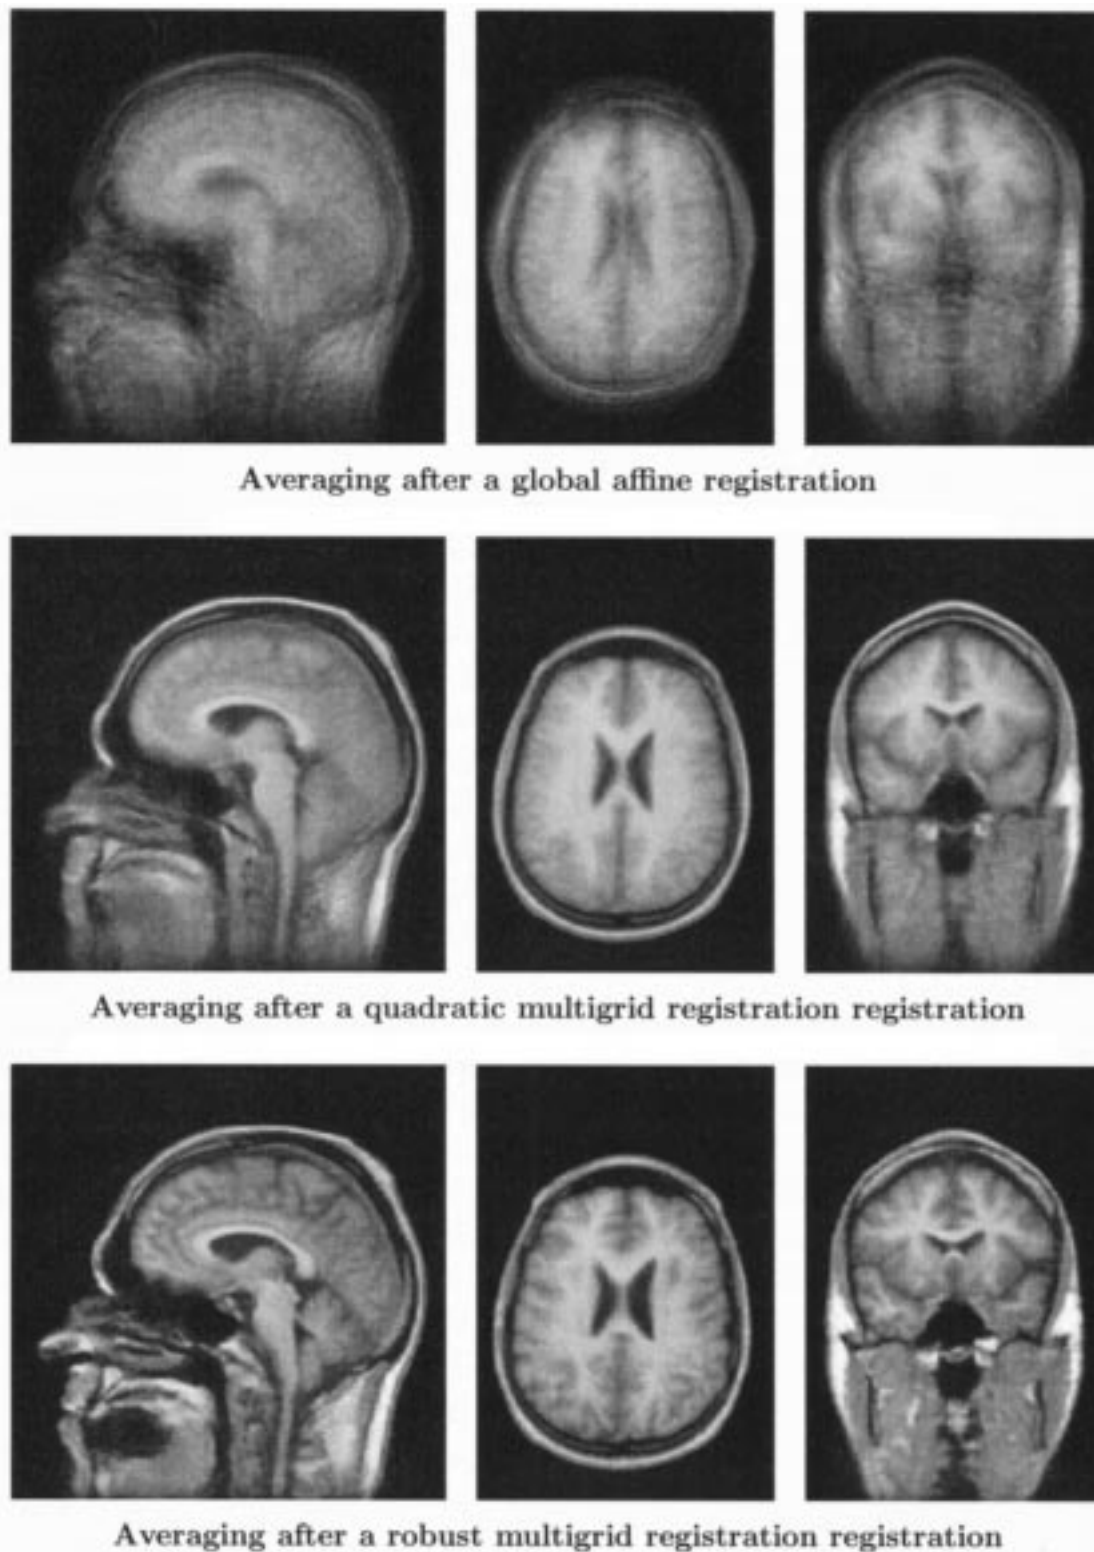 Averaging after a global affine registration
Averaging after a quadratic multigrid registration registration
Averaging after a robust multigrid registration registration